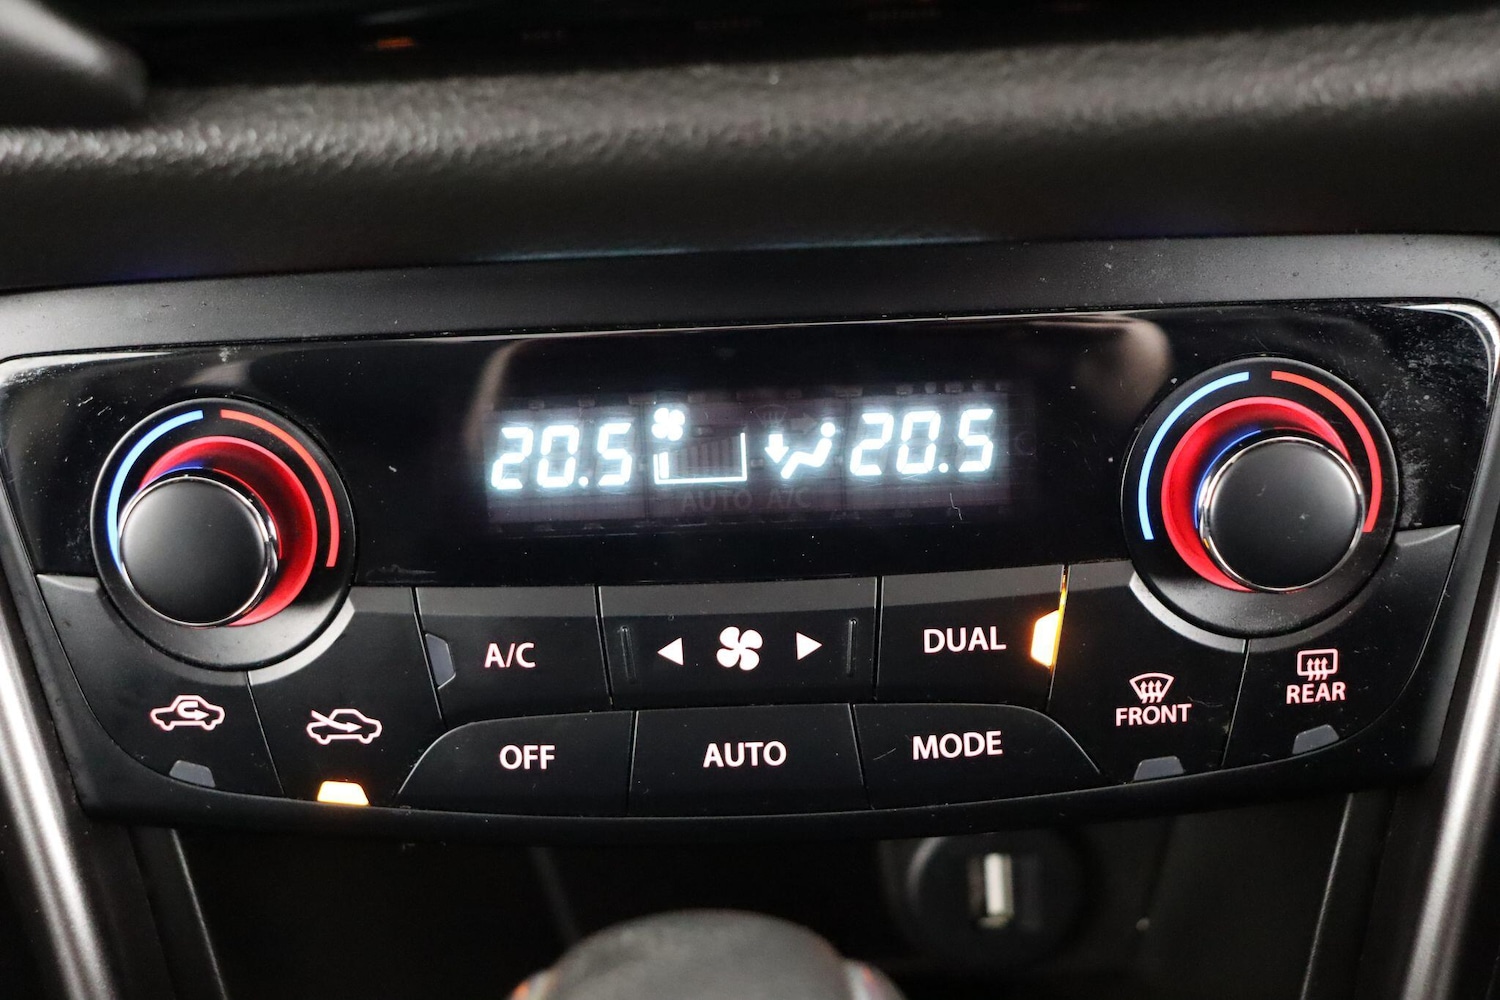 20.5 20.5
AUTO A/C
A/C DUAL
OFF AUTO MODE
FRONT
REAR